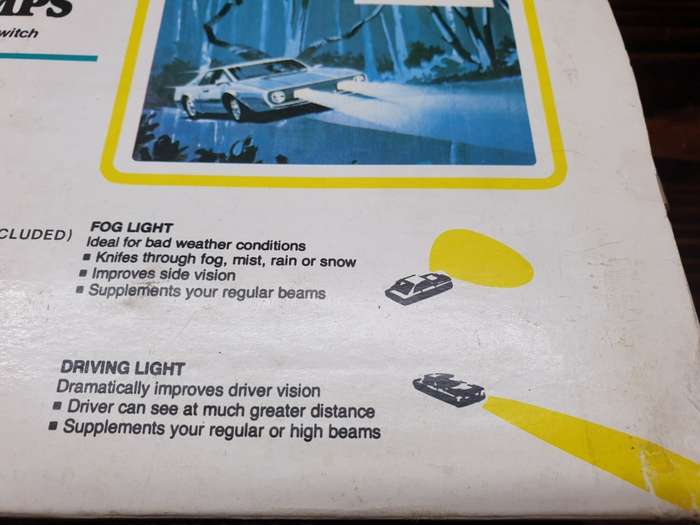 MPS
witch
CLUDED)
FOG LIGHT
Ideal for bad weather conditions
■ Knifes through fog, mist, rain or snow
■ Improves side vision
■ Supplements your regular beams
DRIVING LIGHT
Dramatically improves driver vision
■ Driver can see at much greater distance
■ Supplements your regular or high beams